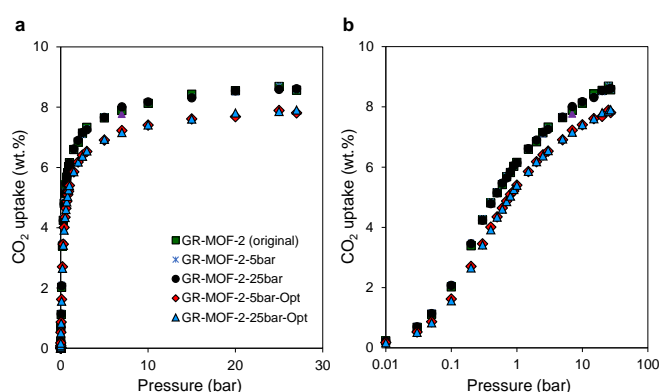 a
b
10
8
6
4
2
0
CO2 uptake (wt.%)
GR-MOF-2 (original)
GR-MOF-2-5bar
GR-MOF-2-25bar
GR-MOF-2-5bar-Opt
GR-MOF-2-25bar-Opt
0
10
20
30
Pressure (bar)
10
8
6
4
2
0
CO2 uptake (wt.%)
0.01
0.1
1
10
100
Pressure (bar)